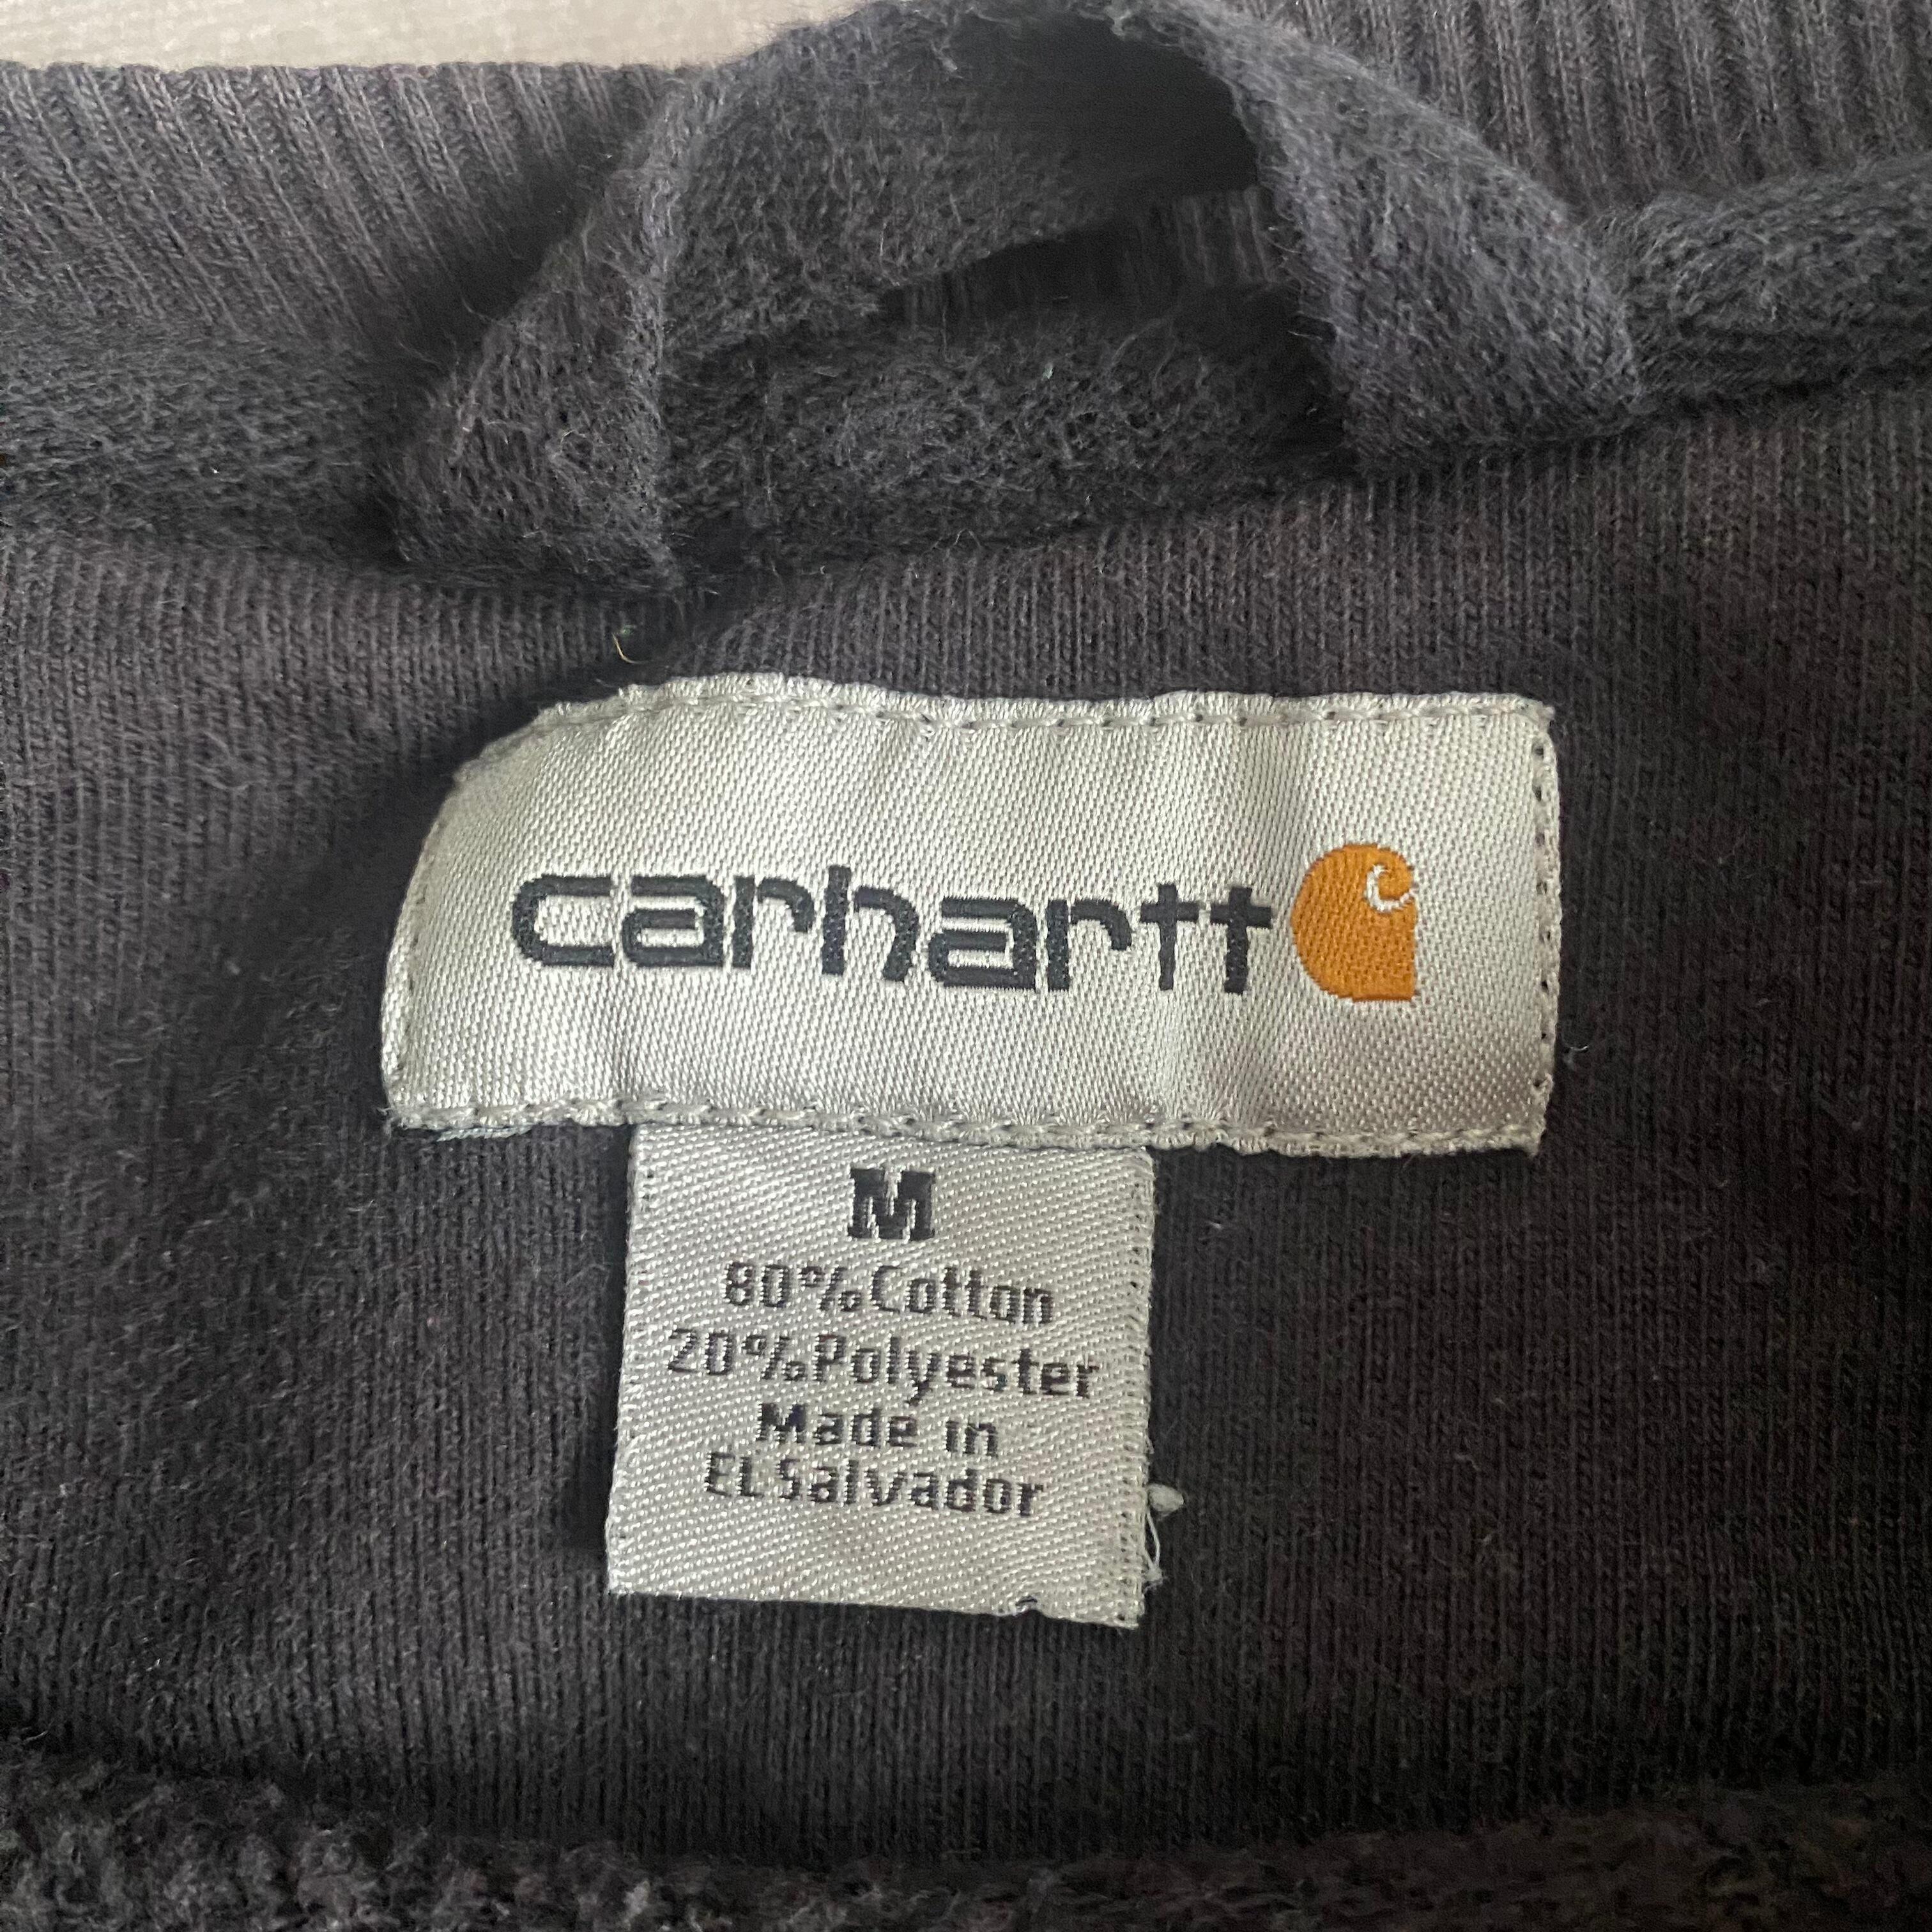 carhartt
M
80%Cotton
20%Polyester
Made in
EL Salvador